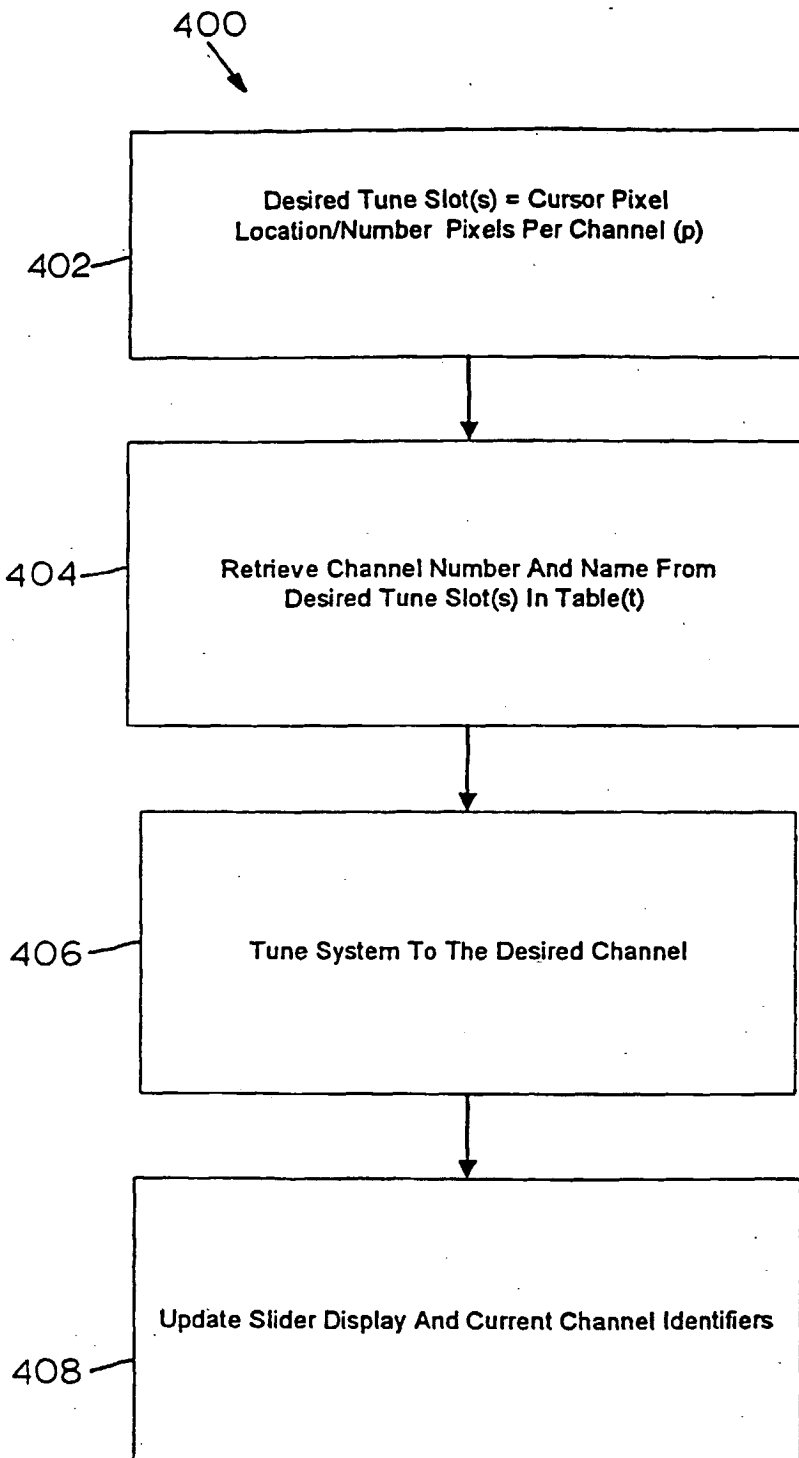 400
Desired Tune Slot(s) = Cursor Pixel
Location/Number Pixels Per Channel (p)
402
404
Retrieve Channel Number And Name From
Desired Tune Slot(s) In Table(t)
406
Tune System To The Desired Channel
Update Slider Display And Current Channel Identifiers
408